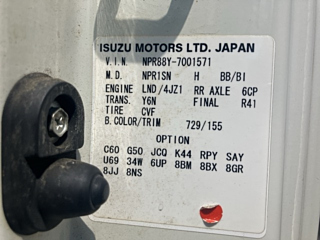 ISUZU MOTORS LTD. JAPAN
V.I.N. NPR88Y-7001571
M.D. NPR1SN H BB/BI
ENGINE LND/4JZ1 RR AXLE 6CP
TRANS. Y6N FINAL R41
TIRE CVF
B.COLOR/TRIM 729/155
OPTION
C60 G50 JCQ K44 RPY SAY
U69 34W 6UP 8BM 8BX 8GR
8JJ 8NS